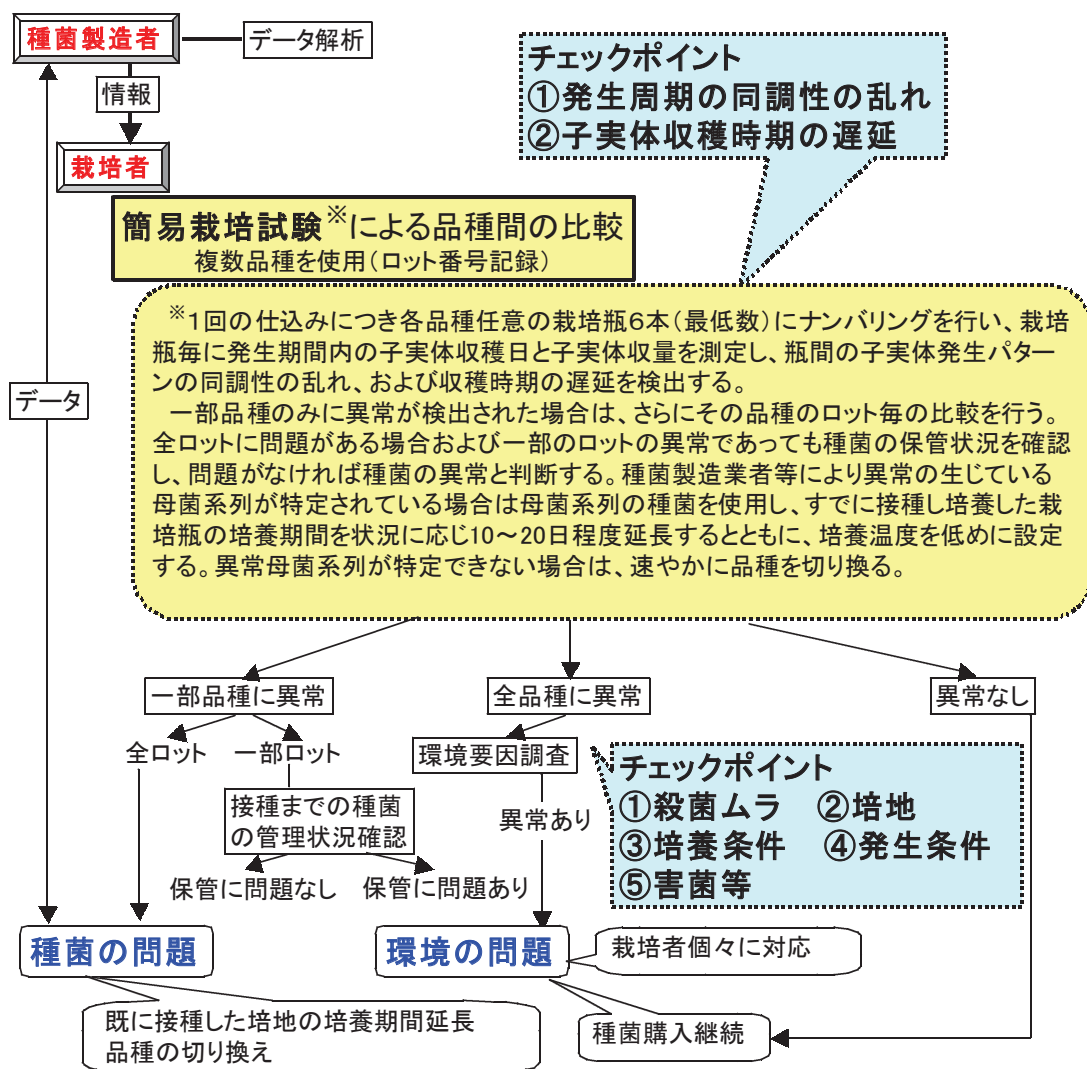 種菌製造者
データ解析
情報
栽培者
チェックポイント
①発生周期の同調性の乱れ
②子実体収穫時期の遅延
簡易栽培試験※による品種間の比較
複数品種を使用(ロット番号記録)
※1回の仕込みにつき各品種任意の栽培瓶6本(最低数)にナンバリングを行い、栽培
瓶毎に発生期間内の子実体収穫日と子実体収量を測定し、瓶間の子実体発生パター
ンの同調性の乱れ、および収穫時期の遅延を検出する。
一部品種のみに異常が検出された場合は、さらにその品種のロット毎の比較を行う。
全ロットに問題がある場合および一部のロットの異常であっても種菌の保管状況を確認
し、問題がなければ種菌の異常と判断する。種菌製造業者等により異常の生じている
母菌系列が特定されている場合は母菌系列の種菌を使用し、すでに接種し培養した栽
培瓶の培養期間を状況に応じ10～20日程度延長するとともに、培養温度を低めに設定
する。異常母菌系列が特定できない場合は、速やかに品種を切り換る。
データ
一部品種に異常
全品種に異常
異常なし
全ロット
一部ロット
環境要因調査
チェックポイント
①殺菌ムラ ②培地
③培養条件 ④発生条件
⑤害菌等
接種までの種菌
の管理状況確認
異常あり
保管に問題なし
保管に問題あり
種菌の問題
環境の問題
栽培者個々に対応
既に接種した培地の培養期間延長
品種の切り換え
種菌購入継続